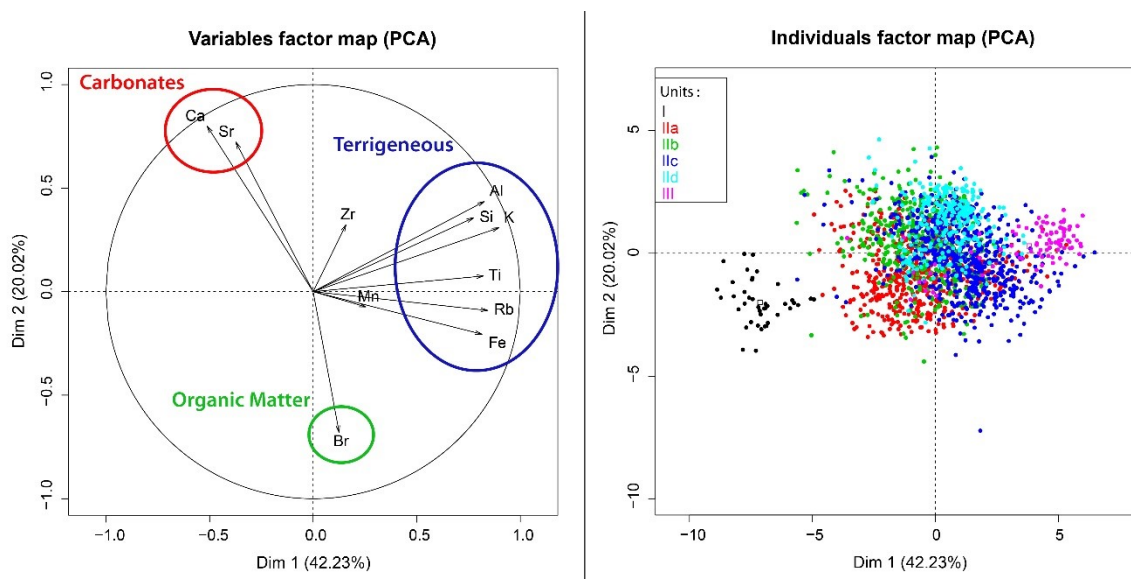 Variables factor map (PCA)
Carbonates
Ca
Sr
Terrigeneous
Al
Zr
Si
K
Ti
Mn
Rb
Fe
Organic Matter
Br
1.0
0.5
0.0
−0.5
−1.0
Dim 2 (20.02%)
−1.0
−0.5
0.0
0.5
1.0
Dim 1 (42.23%)
Individuals factor map (PCA)
Units :
I
IIa
IIb
IIc
IId
III
5
0
−5
−10
Dim 2 (20.02%)
−10
−5
0
5
Dim 1 (42.23%)